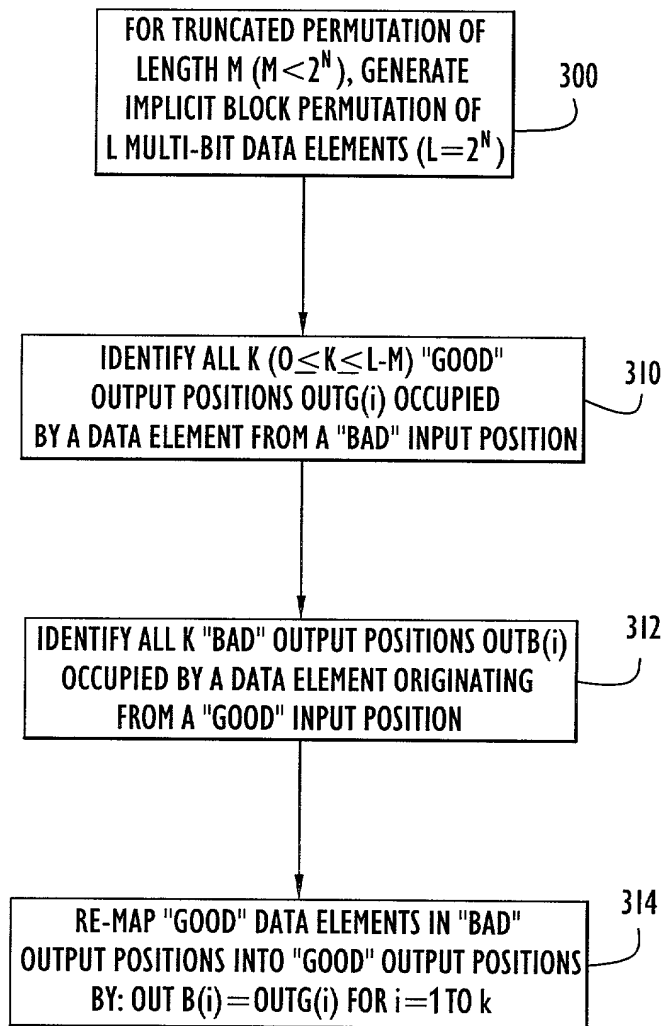 FOR TRUNCATED PERMUTATION OF
LENGTH M (M<2^N), GENERATE
IMPLICIT BLOCK PERMUTATION OF
L MULTI-BIT DATA ELEMENTS (L=2^N)
300
IDENTIFY ALL K (0≤K≤L-M) "GOOD"
OUTPUT POSITIONS OUTG(i) OCCUPIED
BY A DATA ELEMENT FROM A "BAD" INPUT POSITION
310
IDENTIFY ALL K "BAD" OUTPUT POSITIONS OUTB(i)
OCCUPIED BY A DATA ELEMENT ORIGINATING
FROM A "GOOD" INPUT POSITION
312
RE-MAP "GOOD" DATA ELEMENTS IN "BAD"
OUTPUT POSITIONS INTO "GOOD" OUTPUT POSITIONS
BY: OUT B(i)=OUTG(i) FOR i=1 TO k
314